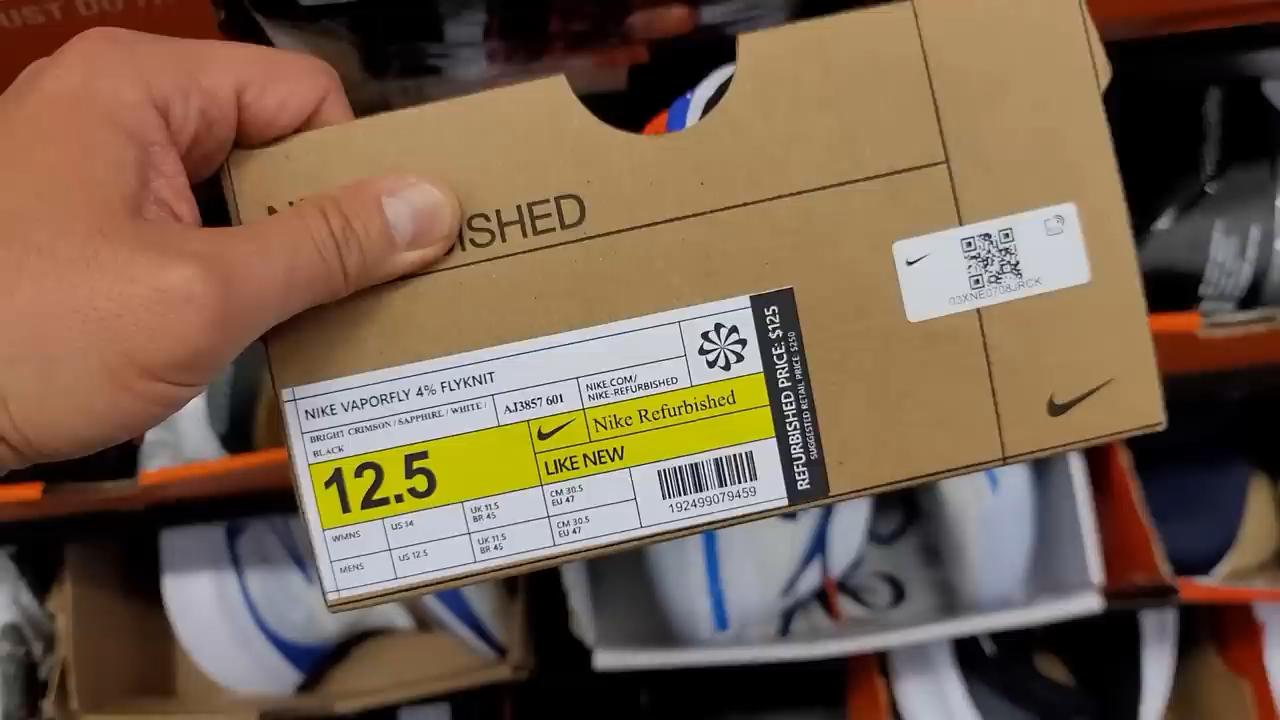 UST DO
ISHED
03XNE0708JRCK
NIKE VAPORFLY 4% FLYKNIT
BRIGHT CRIMSON / SAPPHIRE / WHITE /
BLACK
AJ3857 601
NIKE.COM/
NIKE-REFURBISHED
Nike Refurbished
LIKE NEW
12.5
WMNS
US 14
UK 11.5
BR 45
CM 30.5
EU 47
MENS
US 12.5
UK 11.5
BR 45
CM 30.5
EU 47
192499079459
REFURBISHED PRICE: $125
SUGGESTED RETAIL PRICE: $250